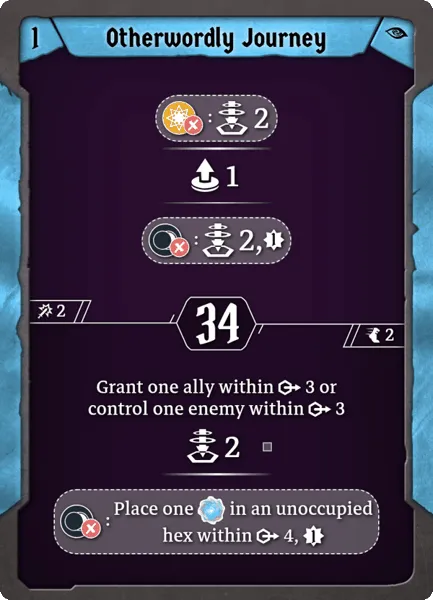 1 Otherwordly Journey
: 2
1
: 2,
2
34
2
Grant one ally within 3 or
control one enemy within 3
2
: Place one in an unoccupied
hex within 4,